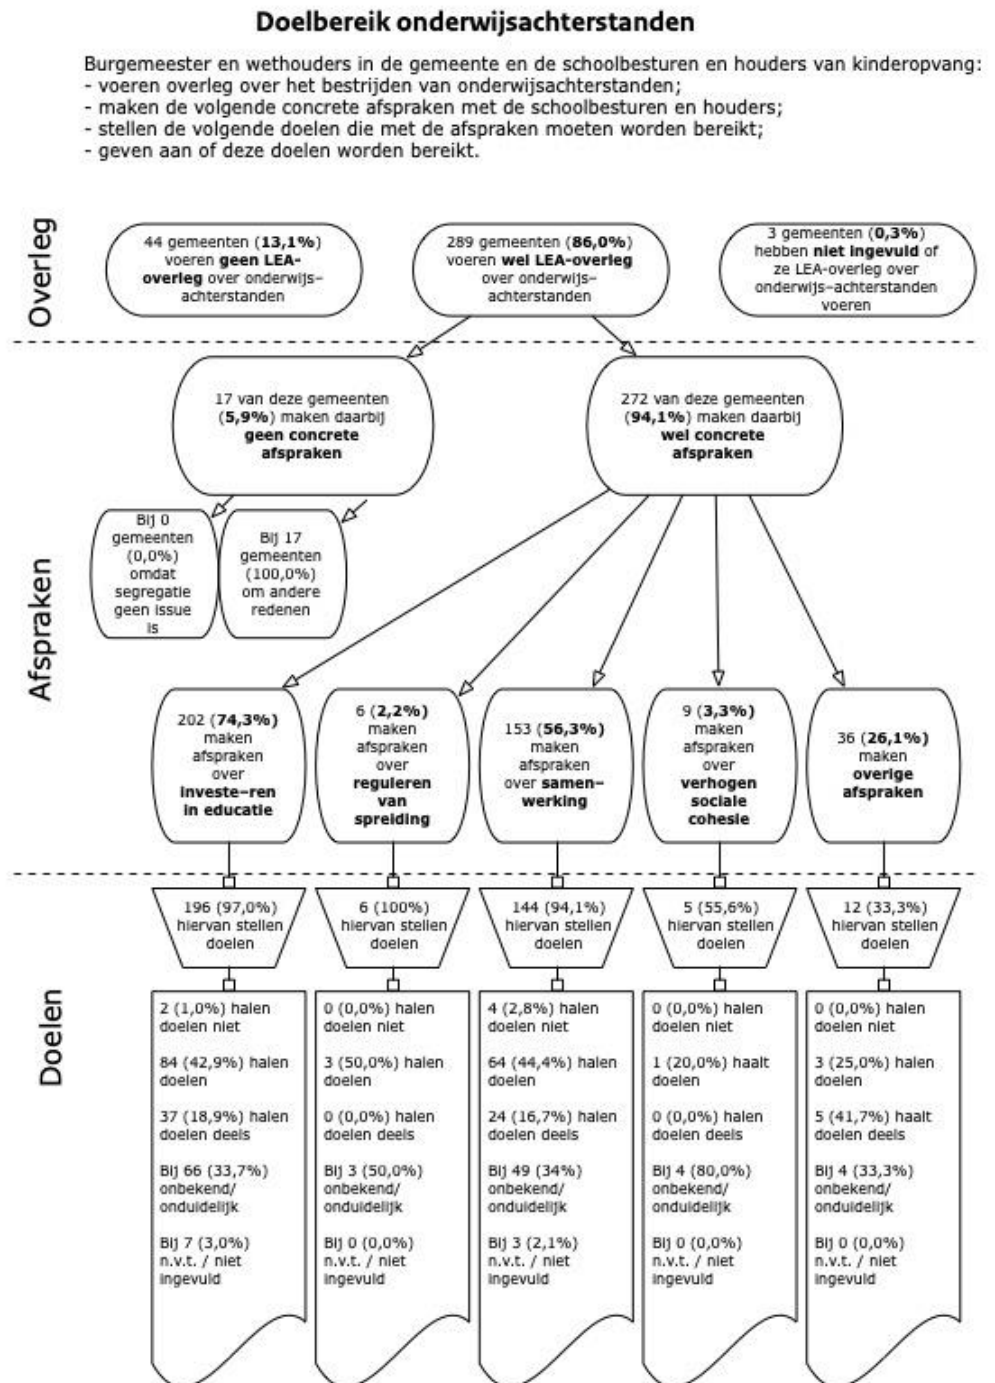 Doelbereik onderwijsachterstanden
Burgemeester en wethouders in de gemeente en de schoolbesturen en houders van kinderopvang:
- voeren overleg over het bestrijden van onderwijsachterstanden;
- maken de volgende concrete afspraken met de schoolbesturen en houders;
- stellen de volgende doelen die met de afspraken moeten worden bereikt;
- geven aan of deze doelen worden bereikt.
Overleg
44 gemeenten (13,1%)
voeren geen LEA-
overleg over onderwijs-
achterstanden
289 gemeenten (86,0%)
voeren wel LEA-overleg
over onderwijs-
achterstanden
3 gemeenten (0,3%)
hebben niet ingevuld of
ze LEA-overleg over
onderwijs-achterstanden
voeren
Afspraken
17 van deze gemeenten
(5,9%) maken daarbij
geen concrete
afspraken
272 van deze gemeenten
(94,1%) maken daarbij
wel concrete
afspraken
Bij 0
gemeenten
(0,0%)
omdat
segregatie
geen issue
is
Bij 17
gemeenten
(100,0%)
om andere
redenen
202 (74,3%)
maken
afspraken
over
investe-ren
in educatie
6 (2,2%)
maken
afspraken
over
reguleren
van
spreiding
153 (56,3%)
maken
afspraken
over samen-
werking
9 (3,3%)
maken
afspraken
over
verhogen
sociale
cohesie
36 (26,1%)
maken
overige
afspraken
Doelen
196 (97,0%)
hiervan stellen
doelen
6 (100%)
hiervan stellen
doelen
144 (94,1%)
hiervan stellen
doelen
5 (55,6%)
hiervan stellen
doelen
12 (33,3%)
hiervan stellen
doelen
2 (1,0%) halen
doelen niet
84 (42,9%) halen
doelen
37 (18,9%) halen
doelen deels
Bij 66 (33,7%)
onbekend/
onduidelijk
Bij 7 (3,0%)
n.v.t. / niet
ingevuld
0 (0,0%) halen
doelen niet
3 (50,0%) halen
doelen
0 (0,0%) halen
doelen deels
Bij 3 (50,0%)
onbekend/
onduidelijk
Bij 0 (0,0%)
n.v.t. / niet
ingevuld
4 (2,8%) halen
doelen niet
64 (44,4%) halen
doelen
24 (16,7%) halen
doelen deels
Bij 49 (34%)
onbekend/
onduidelijk
Bij 3 (2,1%)
n.v.t. / niet
ingevuld
0 (0,0%) halen
doelen niet
1 (20,0%) haalt
doelen
0 (0,0%) halen
doelen deels
Bij 4 (80,0%)
onbekend/
onduidelijk
Bij 0 (0,0%)
n.v.t. / niet
ingevuld
0 (0,0%) halen
doelen niet
3 (25,0%) halen
doelen
5 (41,7%) haalt
doelen deels
Bij 4 (33,3%)
onbekend/
onduidelijk
Bij 0 (0,0%)
n.v.t. / niet
ingevuld